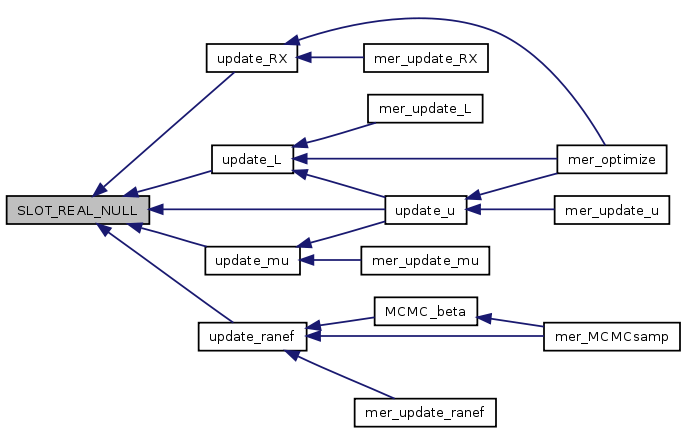 update_RX
mer_update_RX
mer_update_L
update_L
mer_optimize
SLOT_REAL_NULL
update_u
mer_update_u
update_mu
mer_update_mu
MCMC_beta
update_ranef
mer_MCMCsamp
mer_update_ranef